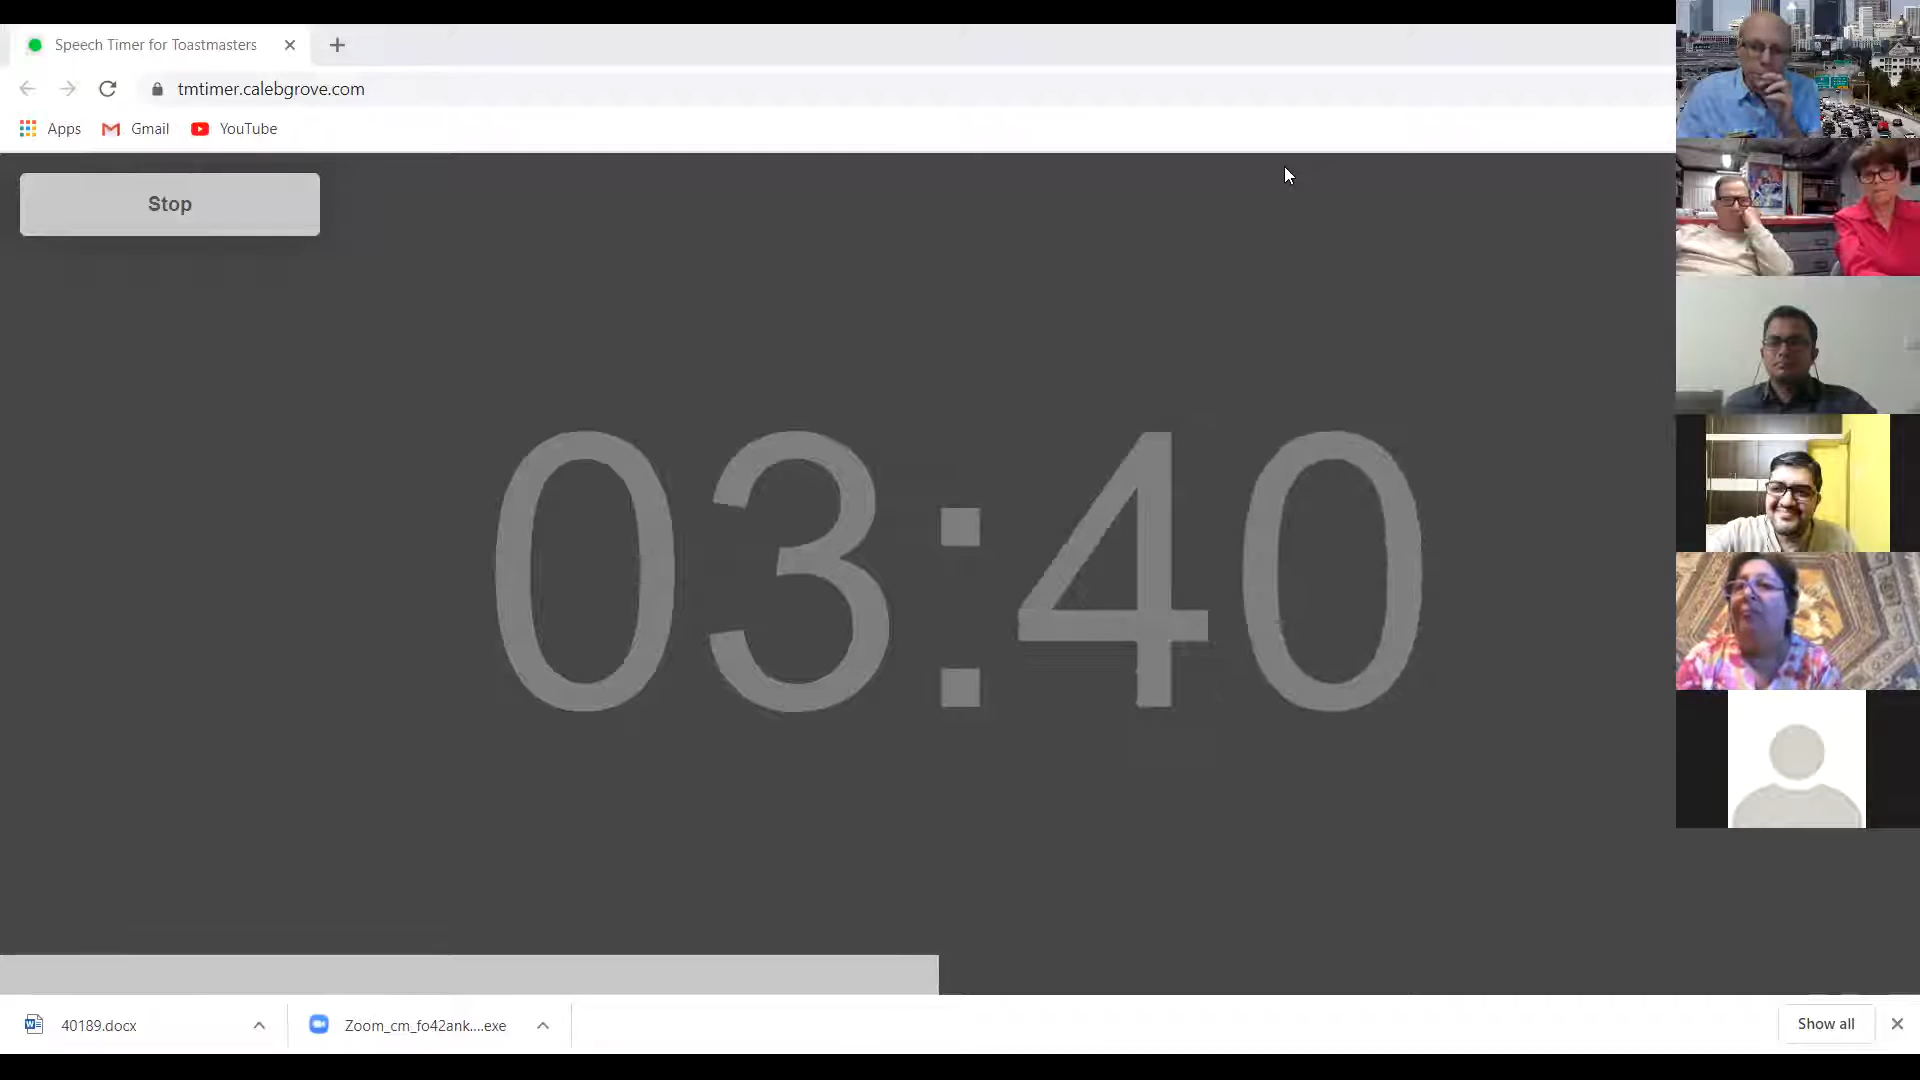 Speech Timer for Toastmasters
tmtimer.calebgrove.com
Apps Gmail YouTube
Stop
03:40
40189.docx Zoom_cm_fo42ank....exe Show all